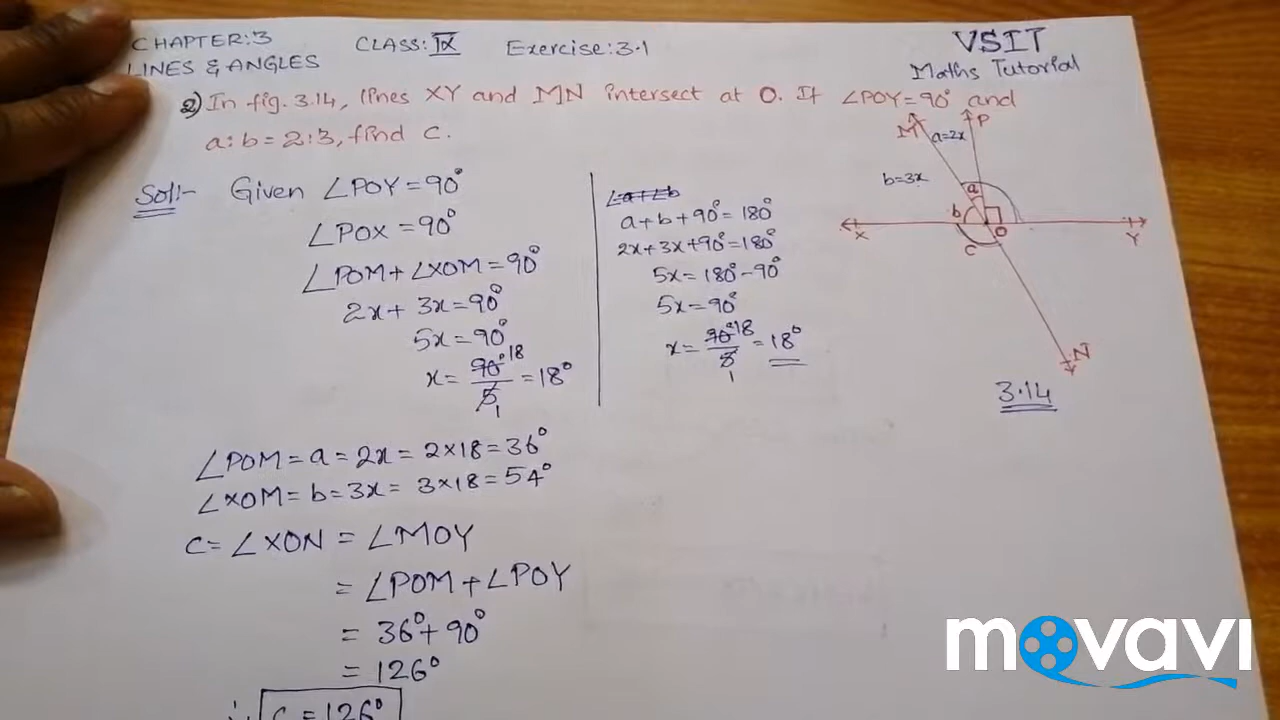 CHAPTER:3 CLASS: IX Exercise:3.1 VSIT
LINES & ANGLES Maths Tutorial
2) In fig. 3.14, lines XY and MN intersect at O. If ∠POY=90° and
a:b=2:3, find c.
Sol:- Given ∠POY=90°
∠POX=90°
∠POM+∠XOM=90°
2x+3x=90°
5x=90°
x=90°/5 18 1 =18°
∠a+∠b
a+b+90°=180°
2x+3x+90°=180°
5x=180°-90°
5x=90°
x=90°/5 18 1 =18°
M a=2x P
b=3x
a
b
X O Y
c
N
3.14
∠POM=a=2x=2×18=36°
∠XOM=b=3x=3×18=54°
c=∠XON=∠MOY
=∠POM+∠POY
=36°+90°
=126°
∴ c=126°
movavi